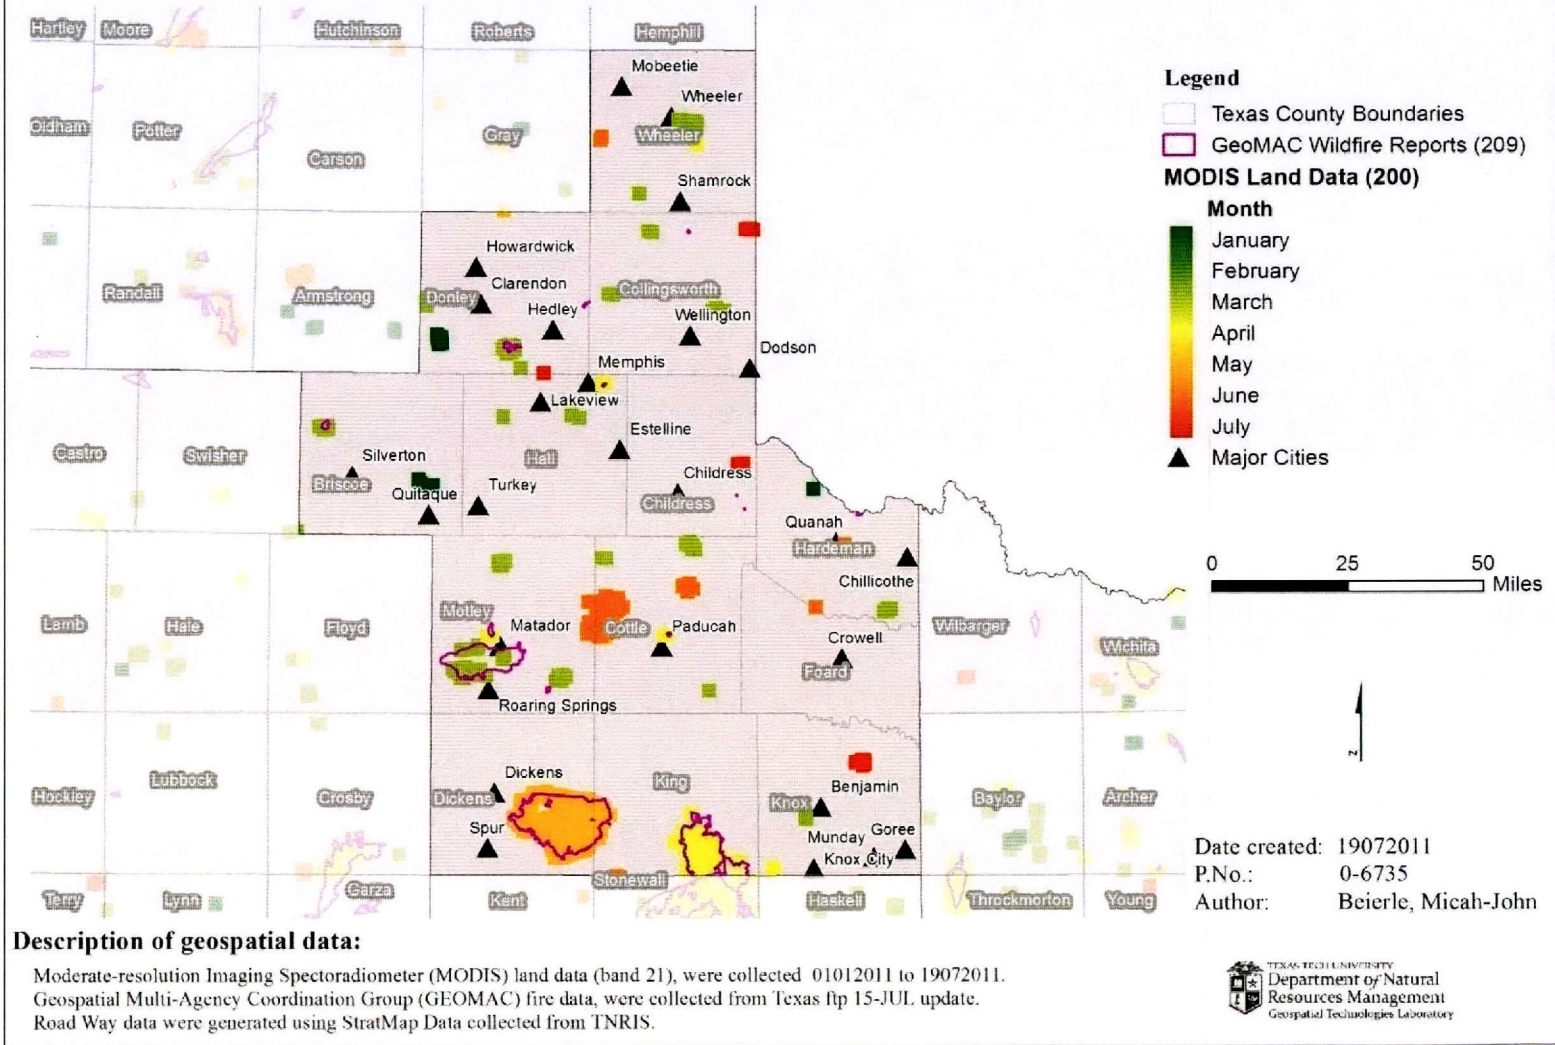 Hartley
Moore
Hutchinson
Roberts
Hemphill
Mobeetie
Wheeler
Oldham
Potter
Carson
Gray
Wheeler
Shamrock
Howardwick
Clarendon
Randall
Armstrong
Donley
Hedley
Collingsworth
Wellington
Dodson
Memphis
Lakeview
Estelline
Castro
Swisher
Silverton
Briscoe
Quitaque
Hall
Turkey
Childress
Childress
Quanah
Hardeman
Chillicothe
Lamb
Hale
Floyd
Motley
Matador
Cottle
Paducah
Crowell
Foard
Wilbarger
Wichita
Roaring Springs
Hockley
Lubbock
Crosby
Dickens
Dickens
Spur
King
Benjamin
Knox
Munday
Goree
Knox City
Baylor
Archer
Terry
Lynn
Garza
Kent
Stonewall
Haskell
Throckmorton
Young
Legend
Texas County Boundaries
GeoMAC Wildfire Reports (209)
MODIS Land Data (200)
Month
January
February
March
April
May
June
July
Major Cities
0 25 50
Miles
N
Date created: 19072011
P.No.: 0-6735
Author: Beierle, Micah-John
Description of geospatial data:
Moderate-resolution Imaging Spectoradiometer (MODIS) land data (band 21), were collected 01012011 to 19072011.
Geospatial Multi-Agency Coordination Group (GEOMAC) fire data, were collected from Texas ftp 15-JUL update.
Road Way data were generated using StratMap Data collected from TNRIS.
TEXAS TECH UNIVERSITY
Department of Natural
Resources Management
Geospatial Technologies Laboratory